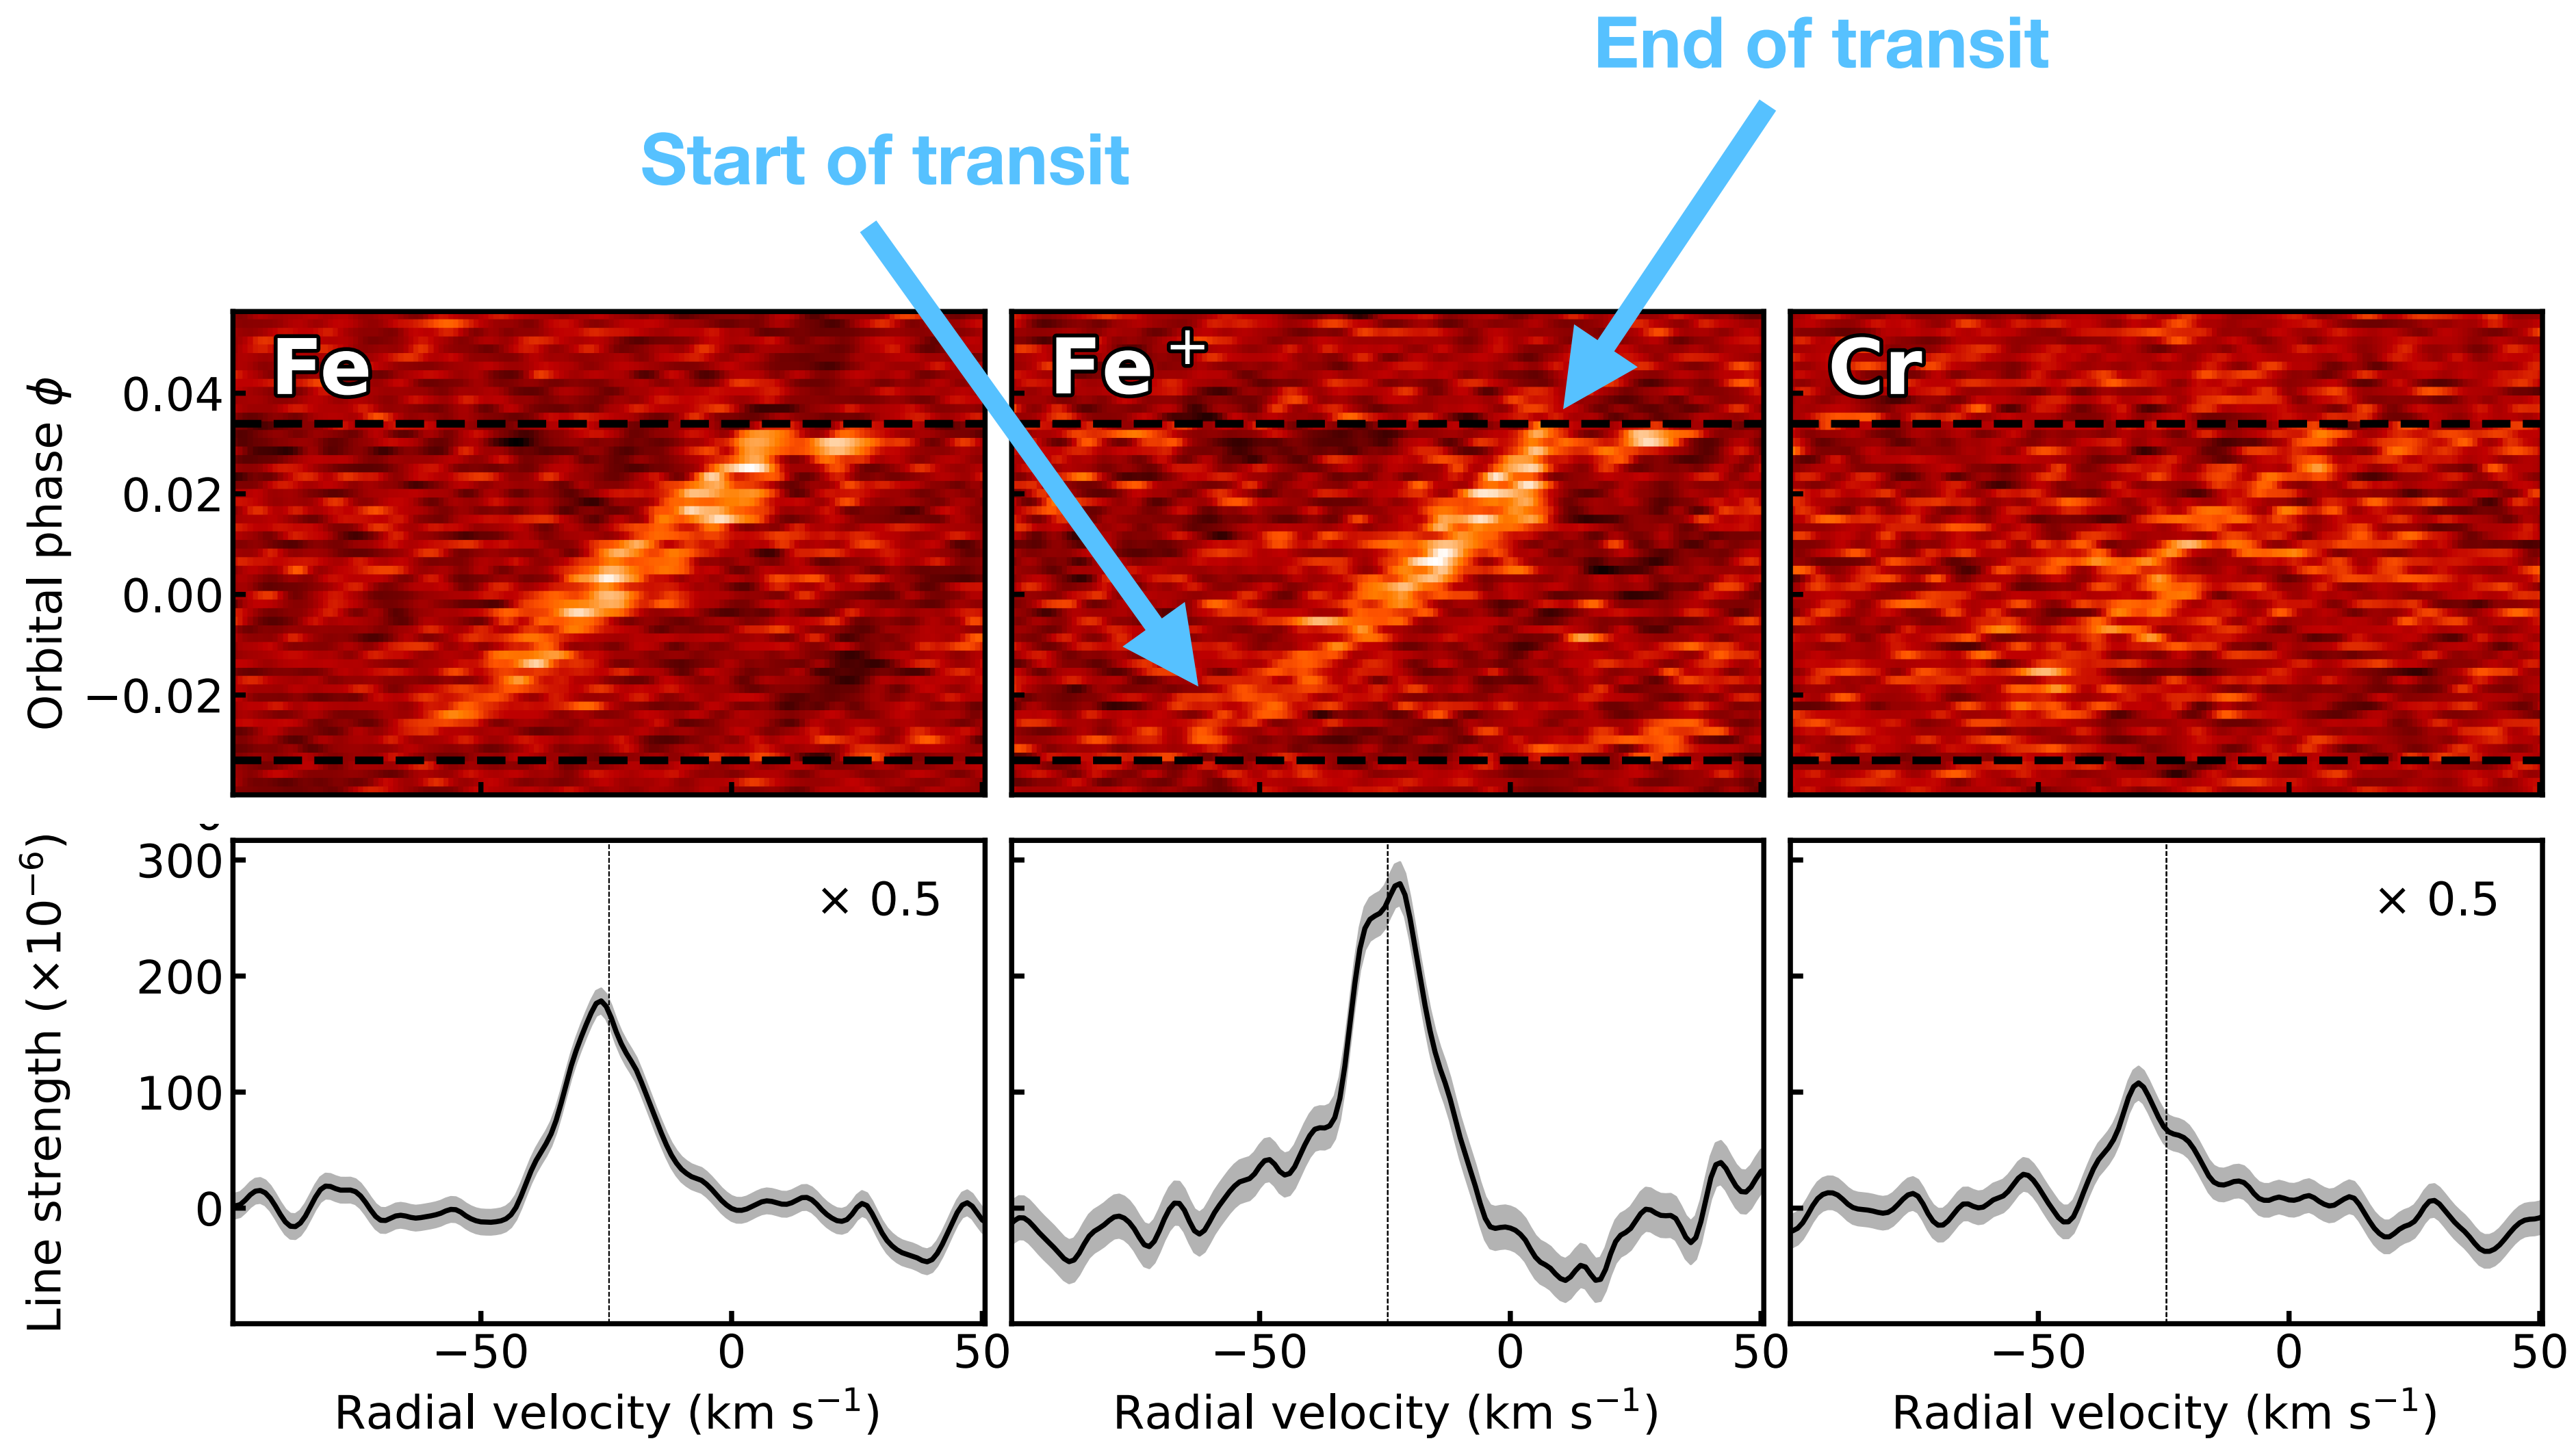 End of transit
Start of transit
Fe
Fe⁺
Cr
Orbital phase ϕ
0.04
0.02
0.00
−0.02
Line strength (×10⁻⁶)
300
200
100
0
× 0.5
× 0.5
−50 0 50 −50 0 50 −50 0 50
Radial velocity (km s⁻¹) Radial velocity (km s⁻¹) Radial velocity (km s⁻¹)